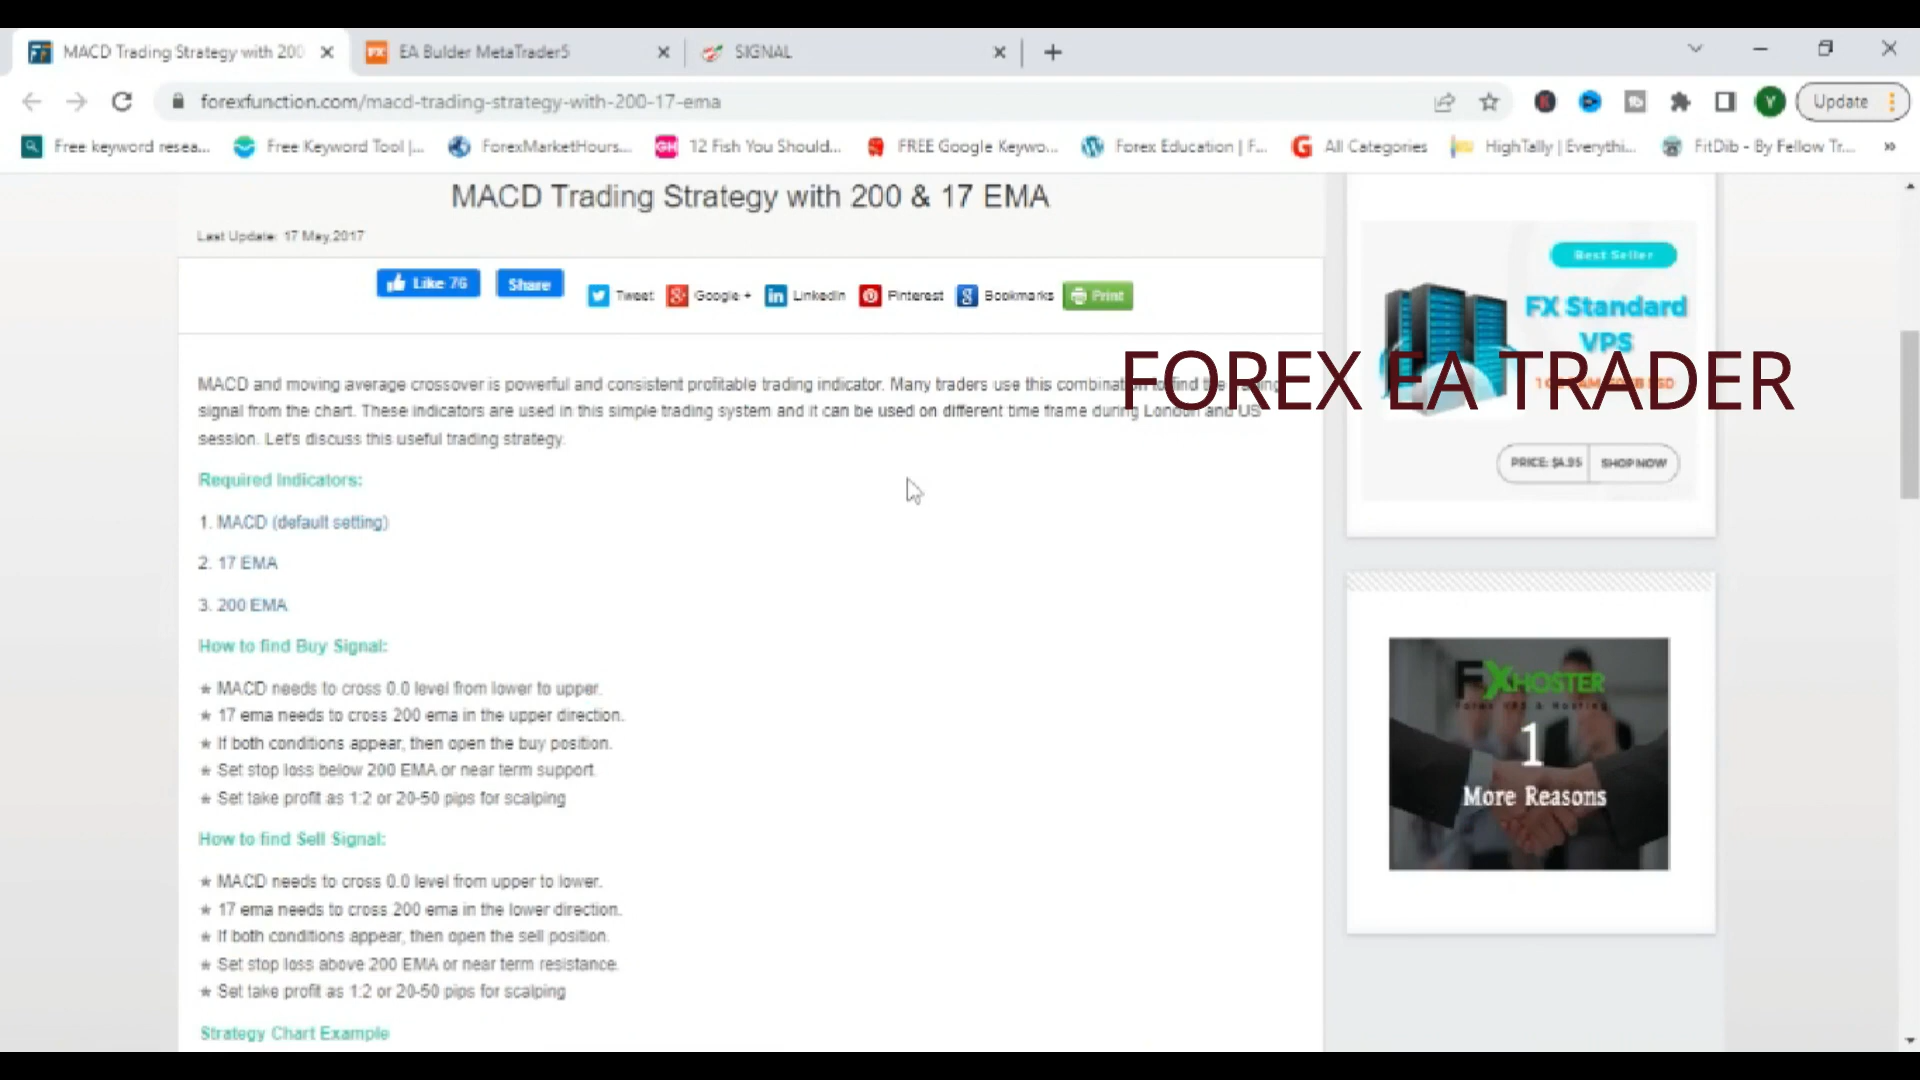 MACD Trading Strategy with 200
EA Bulder MetaTrader5
SIGNAL
forexfunction.com/macd-trading-strategy-with-200-17-ema
Y
Update
Free keyword resea...
Free Keyword Tool |...
ForexMarketHours...
GH
12 Fish You Should...
FREE Google Keywo...
Forex Education | F...
All Categories
HighTally | Everythi...
FitDib - By Fellow Tr...
»
MACD Trading Strategy with 200 & 17 EMA
Last Update: 17 May,2017
Like 76
Share
Tweet
Google +
LinkedIn
Pinterest
Bookmarks
Print
MACD and moving average crossover is powerful and consistent profitable trading indicator. Many traders use this combination to find the
signal from the chart. These indicators are used in this simple trading system and it can be used on different time frame during London and US
session. Let's discuss this useful trading strategy.
Required Indicators:
1. MACD (default setting)
2. 17 EMA
3. 200 EMA
How to find Buy Signal:
★ MACD needs to cross 0.0 level from lower to upper.
★ 17 ema needs to cross 200 ema in the upper direction.
★ If both conditions appear, then open the buy position.
★ Set stop loss below 200 EMA or near term support.
★ Set take profit as 1:2 or 20-50 pips for scalping
How to find Sell Signal:
★ MACD needs to cross 0.0 level from upper to lower.
★ 17 ema needs to cross 200 ema in the lower direction.
★ If both conditions appear, then open the sell position.
★ Set stop loss above 200 EMA or near term resistance.
★ Set take profit as 1:2 or 20-50 pips for scalping
Strategy Chart Example
Best Seller
FX Standard
VPS
FOREX EA TRADER
PRICE: $4.95
SHOP NOW
FXHOSTER
Forex VPS & Hosting
1
More Reasons